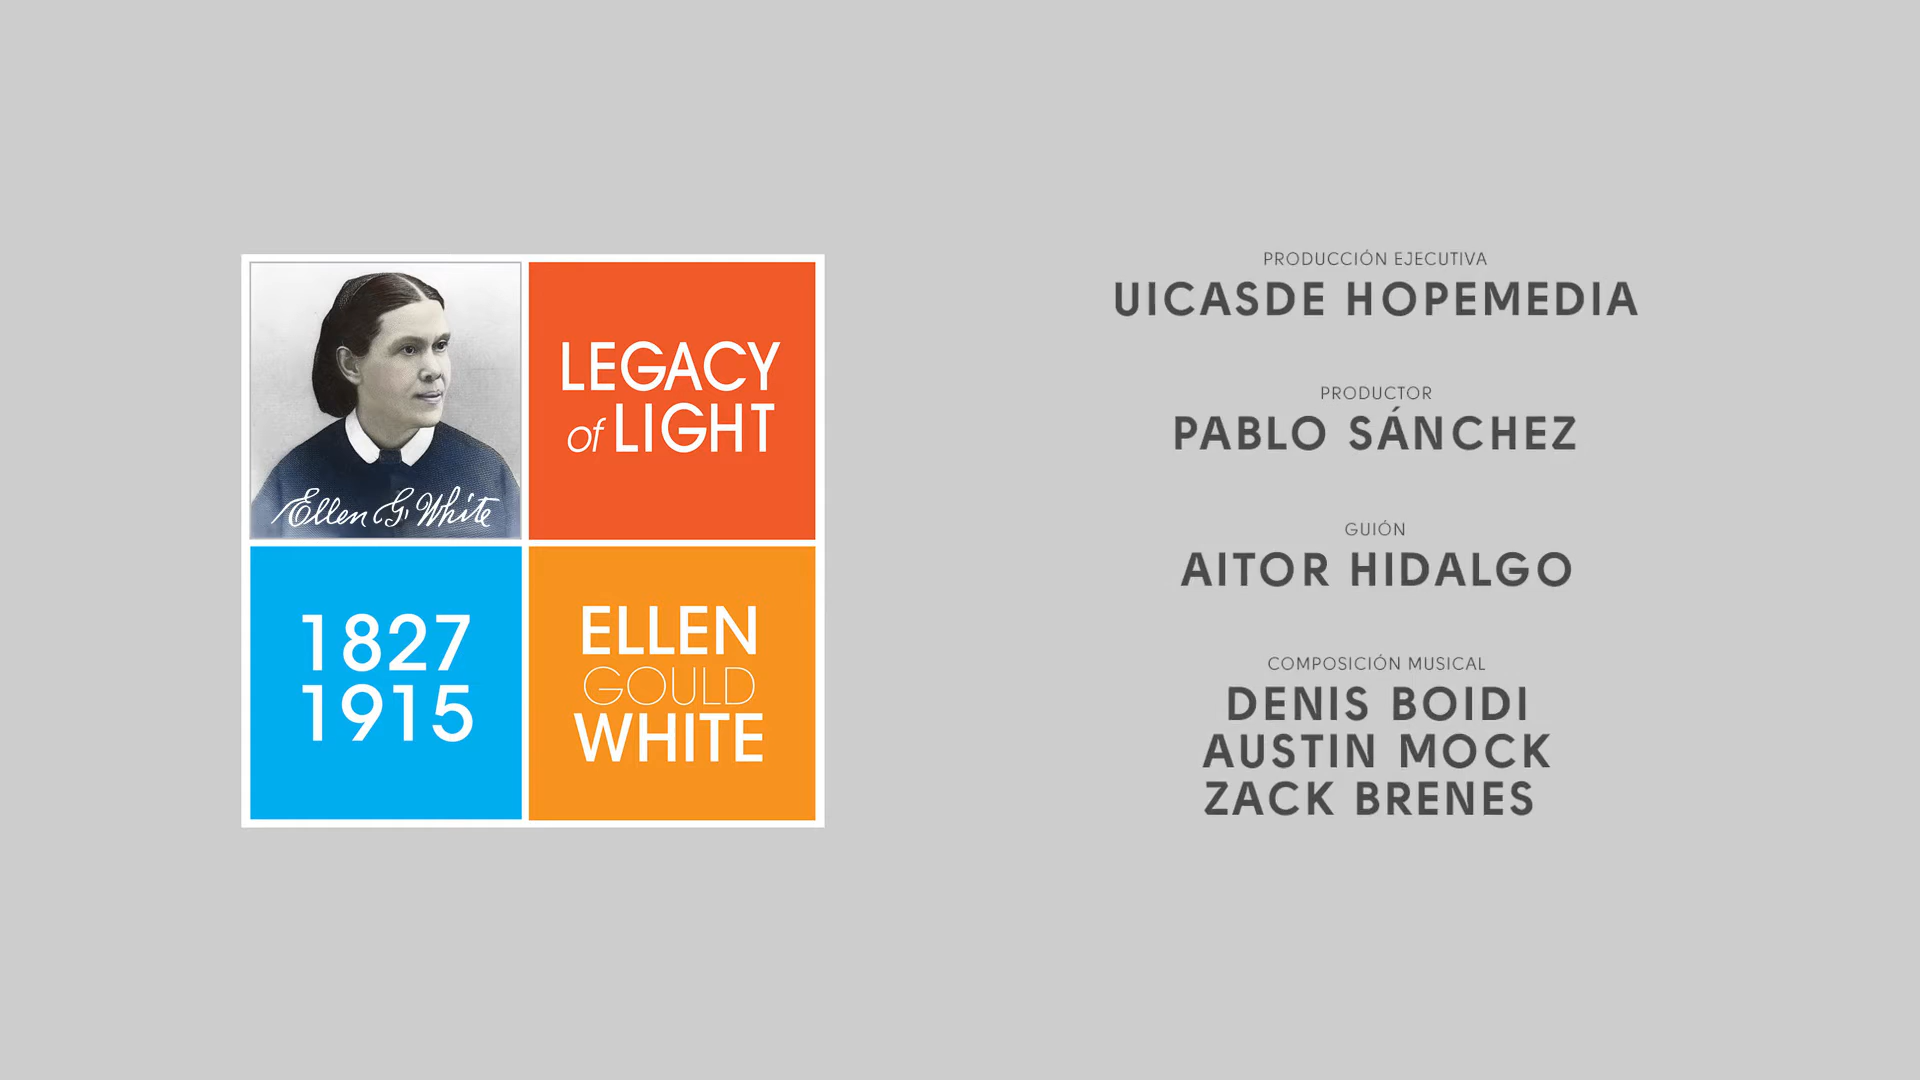 Ellen G. White
LEGACY
of LIGHT
1827
1915
ELLEN
GOULD
WHITE
PRODUCCIÓN EJECUTIVA
UICASDE HOPEMEDIA
PRODUCTOR
PABLO SÁNCHEZ
GUIÓN
AITOR HIDALGO
COMPOSICIÓN MUSICAL
DENIS BOIDI
AUSTIN MOCK
ZACK BRENES